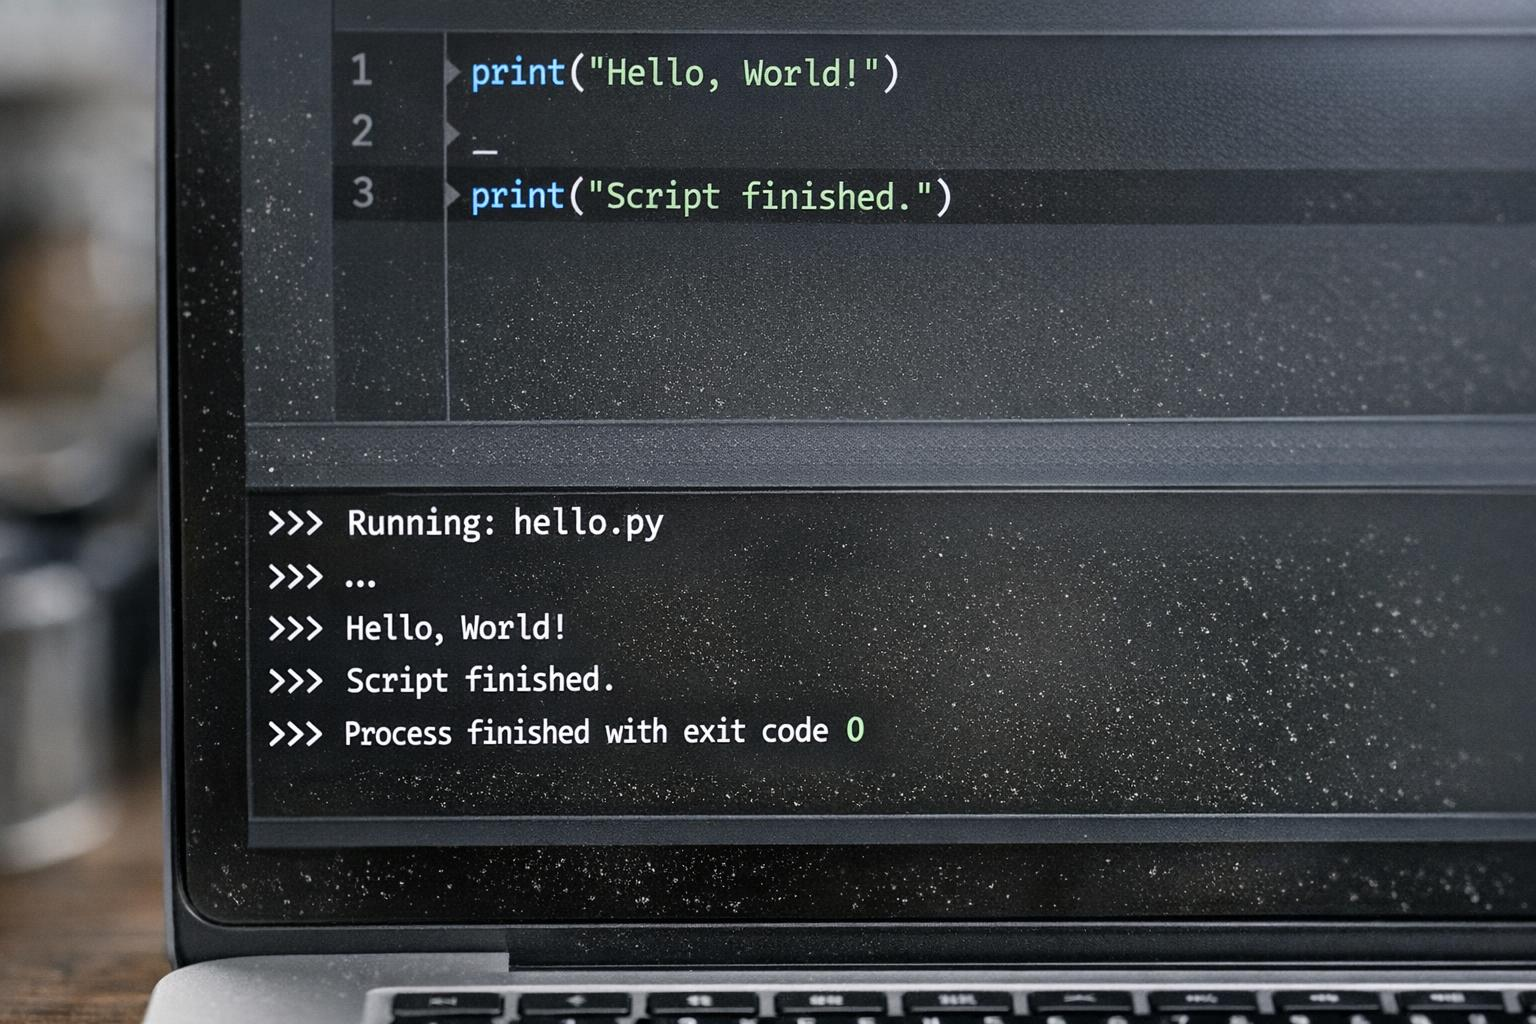 1 print("Hello, World!")
2 _
3 print("Script finished.")
>>> Running: hello.py
>>> ...
>>> Hello, World!
>>> Script finished.
>>> Process finished with exit code 0